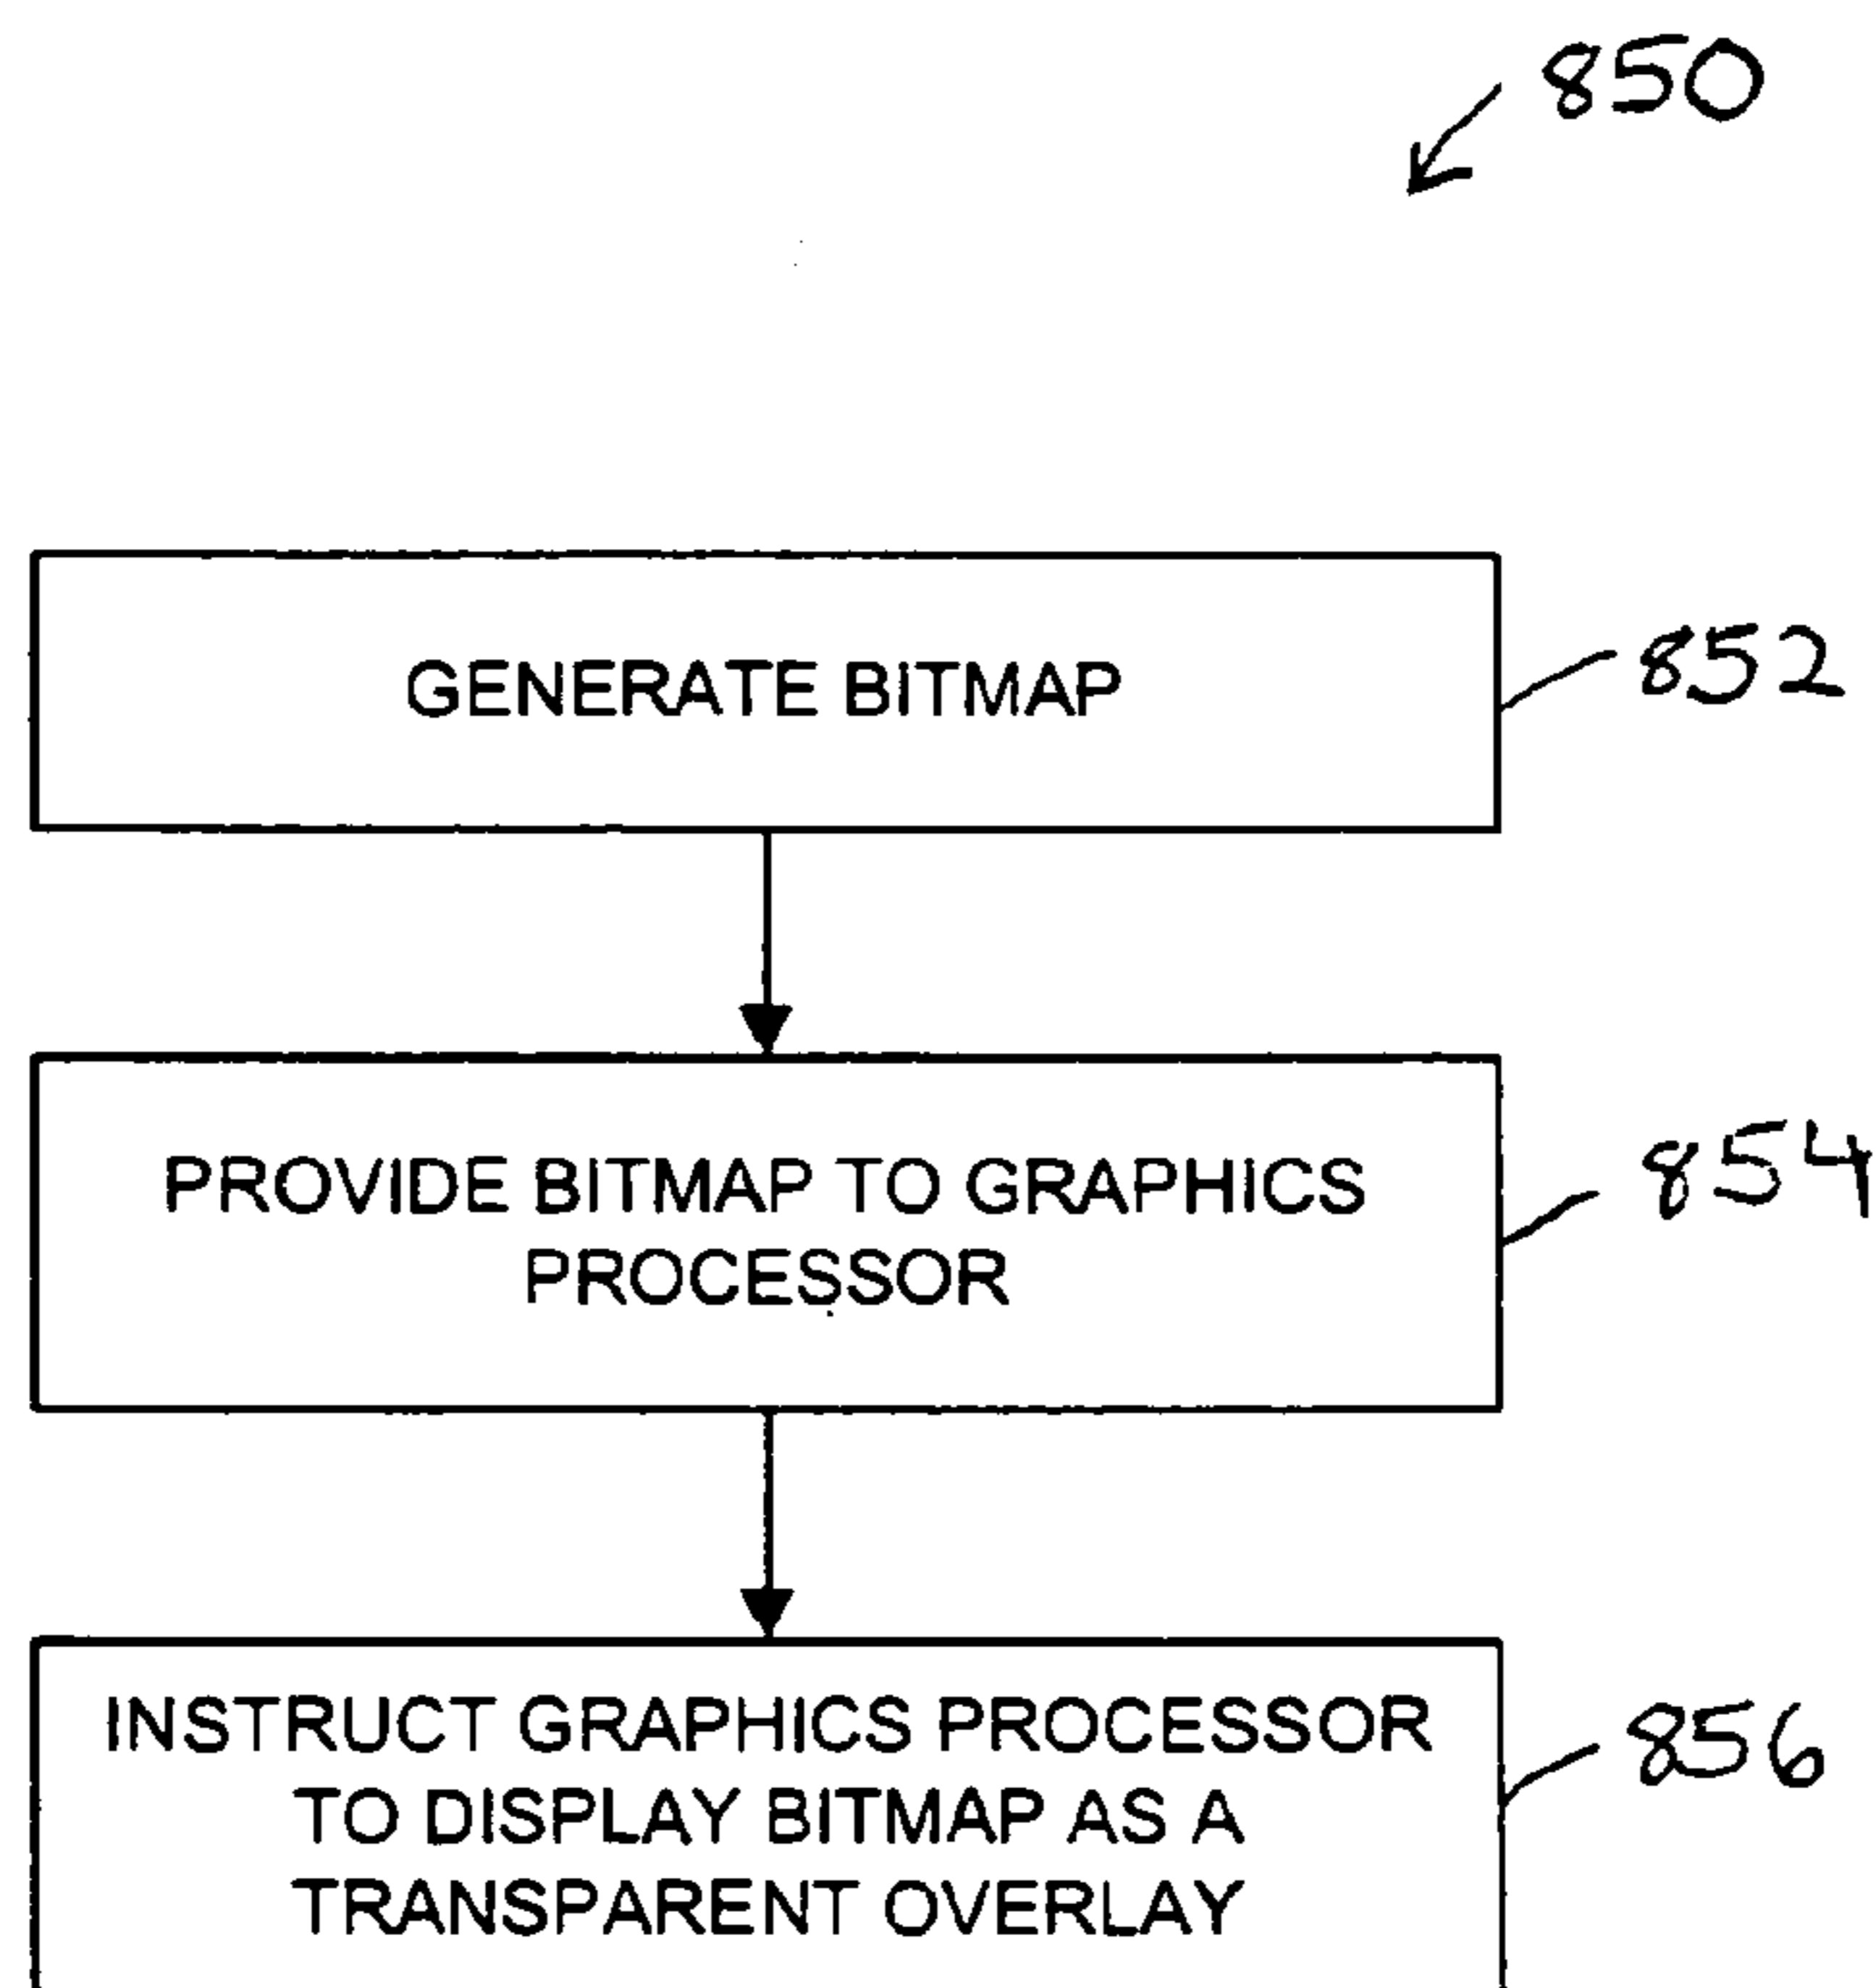 850
GENERATE BITMAP
852
PROVIDE BITMAP TO GRAPHICS
PROCESSOR
854
INSTRUCT GRAPHICS PROCESSOR
TO DISPLAY BITMAP AS A
TRANSPARENT OVERLAY
856